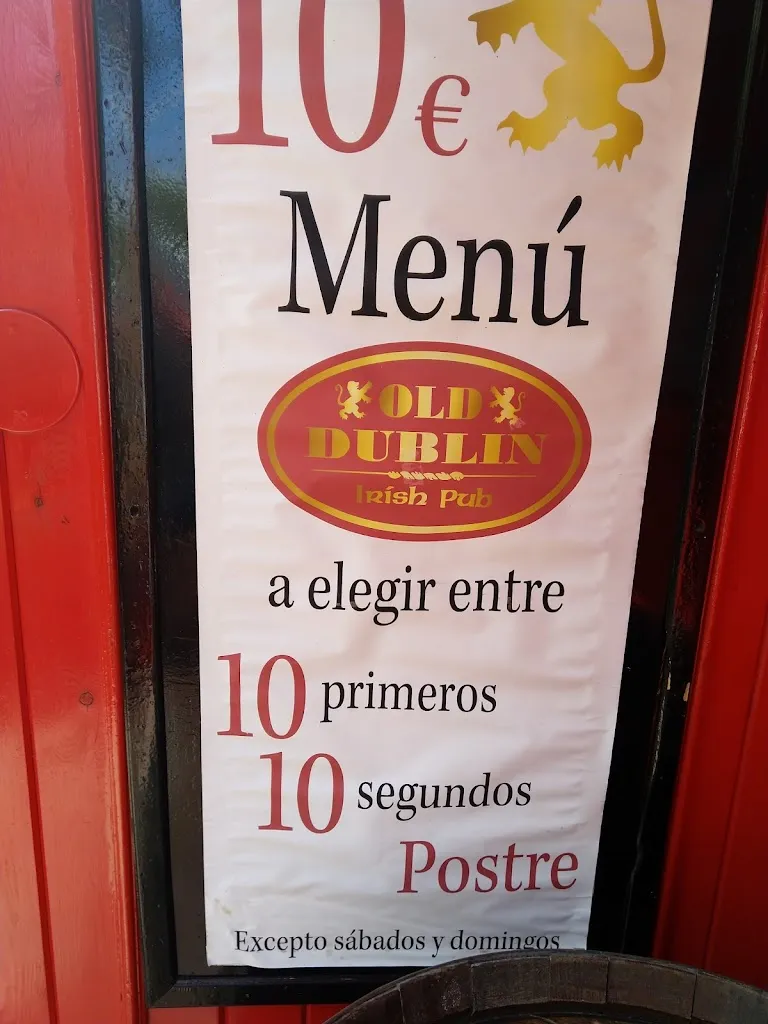 10€
Menú
OLD
DUBLIN
Irish Pub
a elegir entre
10 primeros
10 segundos
Postre
Excepto sábados y domingos